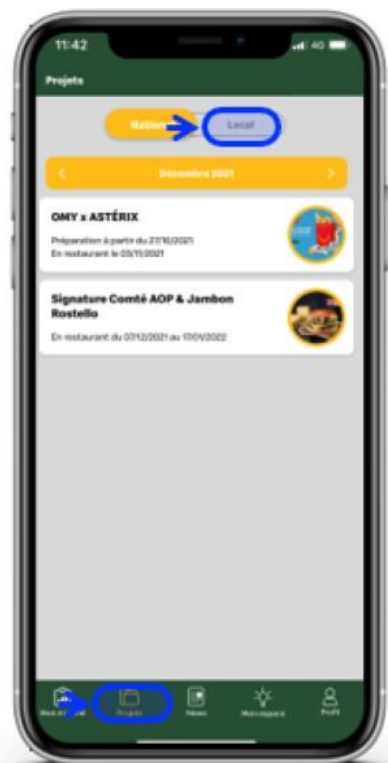 11:42
4G
Projets
Local
Décembre 2021
OMY x ASTÉRIX
Préparation à partir du 27/10/2021
En restaurant le 03/11/2021
Signature Comté AOP & Jambon
Rostello
En restaurant du 07/12/2021 au 17/01/2022
Projets
News
Mon espace
Profil